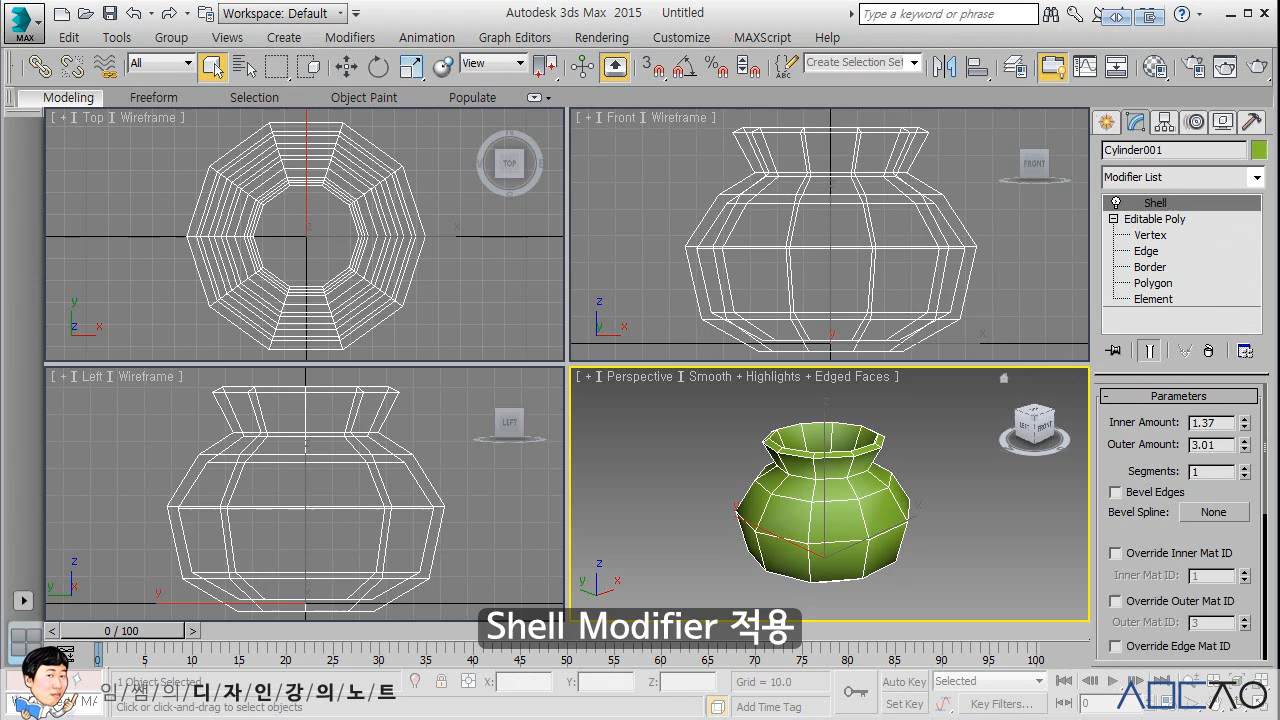 Autodesk 3ds Max 2015 Untitled
Workspace: Default
Type a keyword or phrase
MAX
Edit Tools Group Views Create Modifiers Animation Graph Editors Rendering Customize MAXScript Help
All
View
Create Selection Set
Modeling Freeform Selection Object Paint Populate
[ + ] Top ] Wireframe ]
TOP
[ + ] Front ] Wireframe ]
FRONT
[ + ] Left ] Wireframe ]
LEFT
[ + ] Perspective ] Smooth + Highlights + Edged Faces ]
Cylinder001
Modifier List
Shell
Editable Poly
Vertex
Edge
Border
Polygon
Element
- Parameters
Inner Amount: 1.37
Outer Amount: 3.01
Segments: 1
Bevel Edges
Bevel Spline: None
Override Inner Mat ID
Inner Mat ID: 1
Override Outer Mat ID
Outer Mat ID: 3
Override Edge Mat ID
Shell Modifier 적용
< 0 / 100 >
0 5 10 15 20 25 30 35 40 45 50 55 60 65 70 75 80 85 90 95 100
1 Object Selected
X: Y: Z: Grid = 10.0
Auto Key Selected
임/쌤/의/디/자/인/강/의/노/트
Click or click-and-drag to select objects
Add Time Tag
Set Key Key Filters...
0